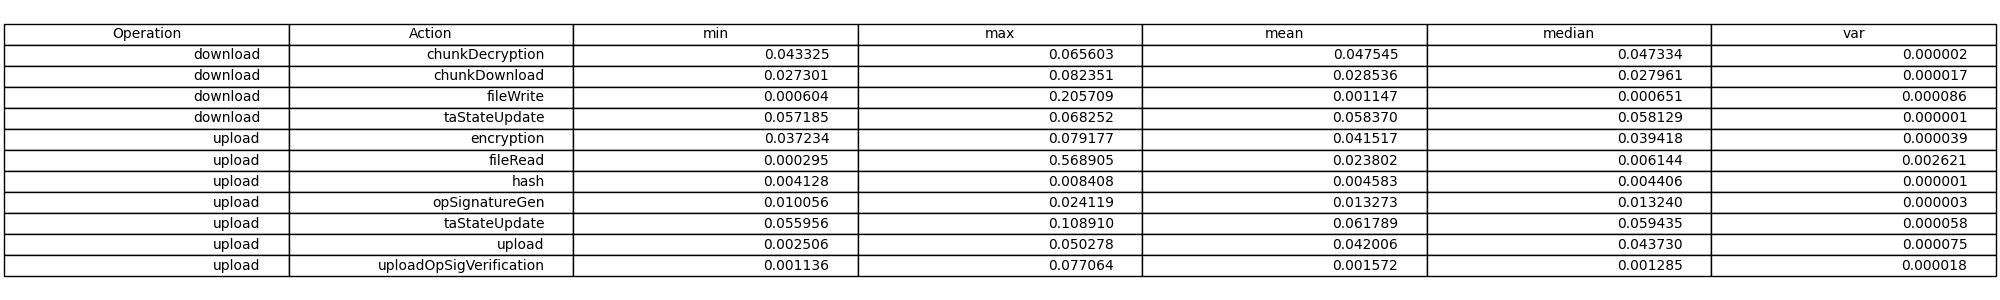 Operation Action min max mean median var
download chunkDecryption 0.043325 0.065603 0.047545 0.047334 0.000002
download chunkDownload 0.027301 0.082351 0.028536 0.027961 0.000017
download fileWrite 0.000604 0.205709 0.001147 0.000651 0.000086
download taStateUpdate 0.057185 0.068252 0.058370 0.058129 0.000001
upload encryption 0.037234 0.079177 0.041517 0.039418 0.000039
upload fileRead 0.000295 0.568905 0.023802 0.006144 0.002621
upload hash 0.004128 0.008408 0.004583 0.004406 0.000001
upload opSignatureGen 0.010056 0.024119 0.013273 0.013240 0.000003
upload taStateUpdate 0.055956 0.108910 0.061789 0.059435 0.000058
upload upload 0.002506 0.050278 0.042006 0.043730 0.000075
upload uploadOpSigVerification 0.001136 0.077064 0.001572 0.001285 0.000018